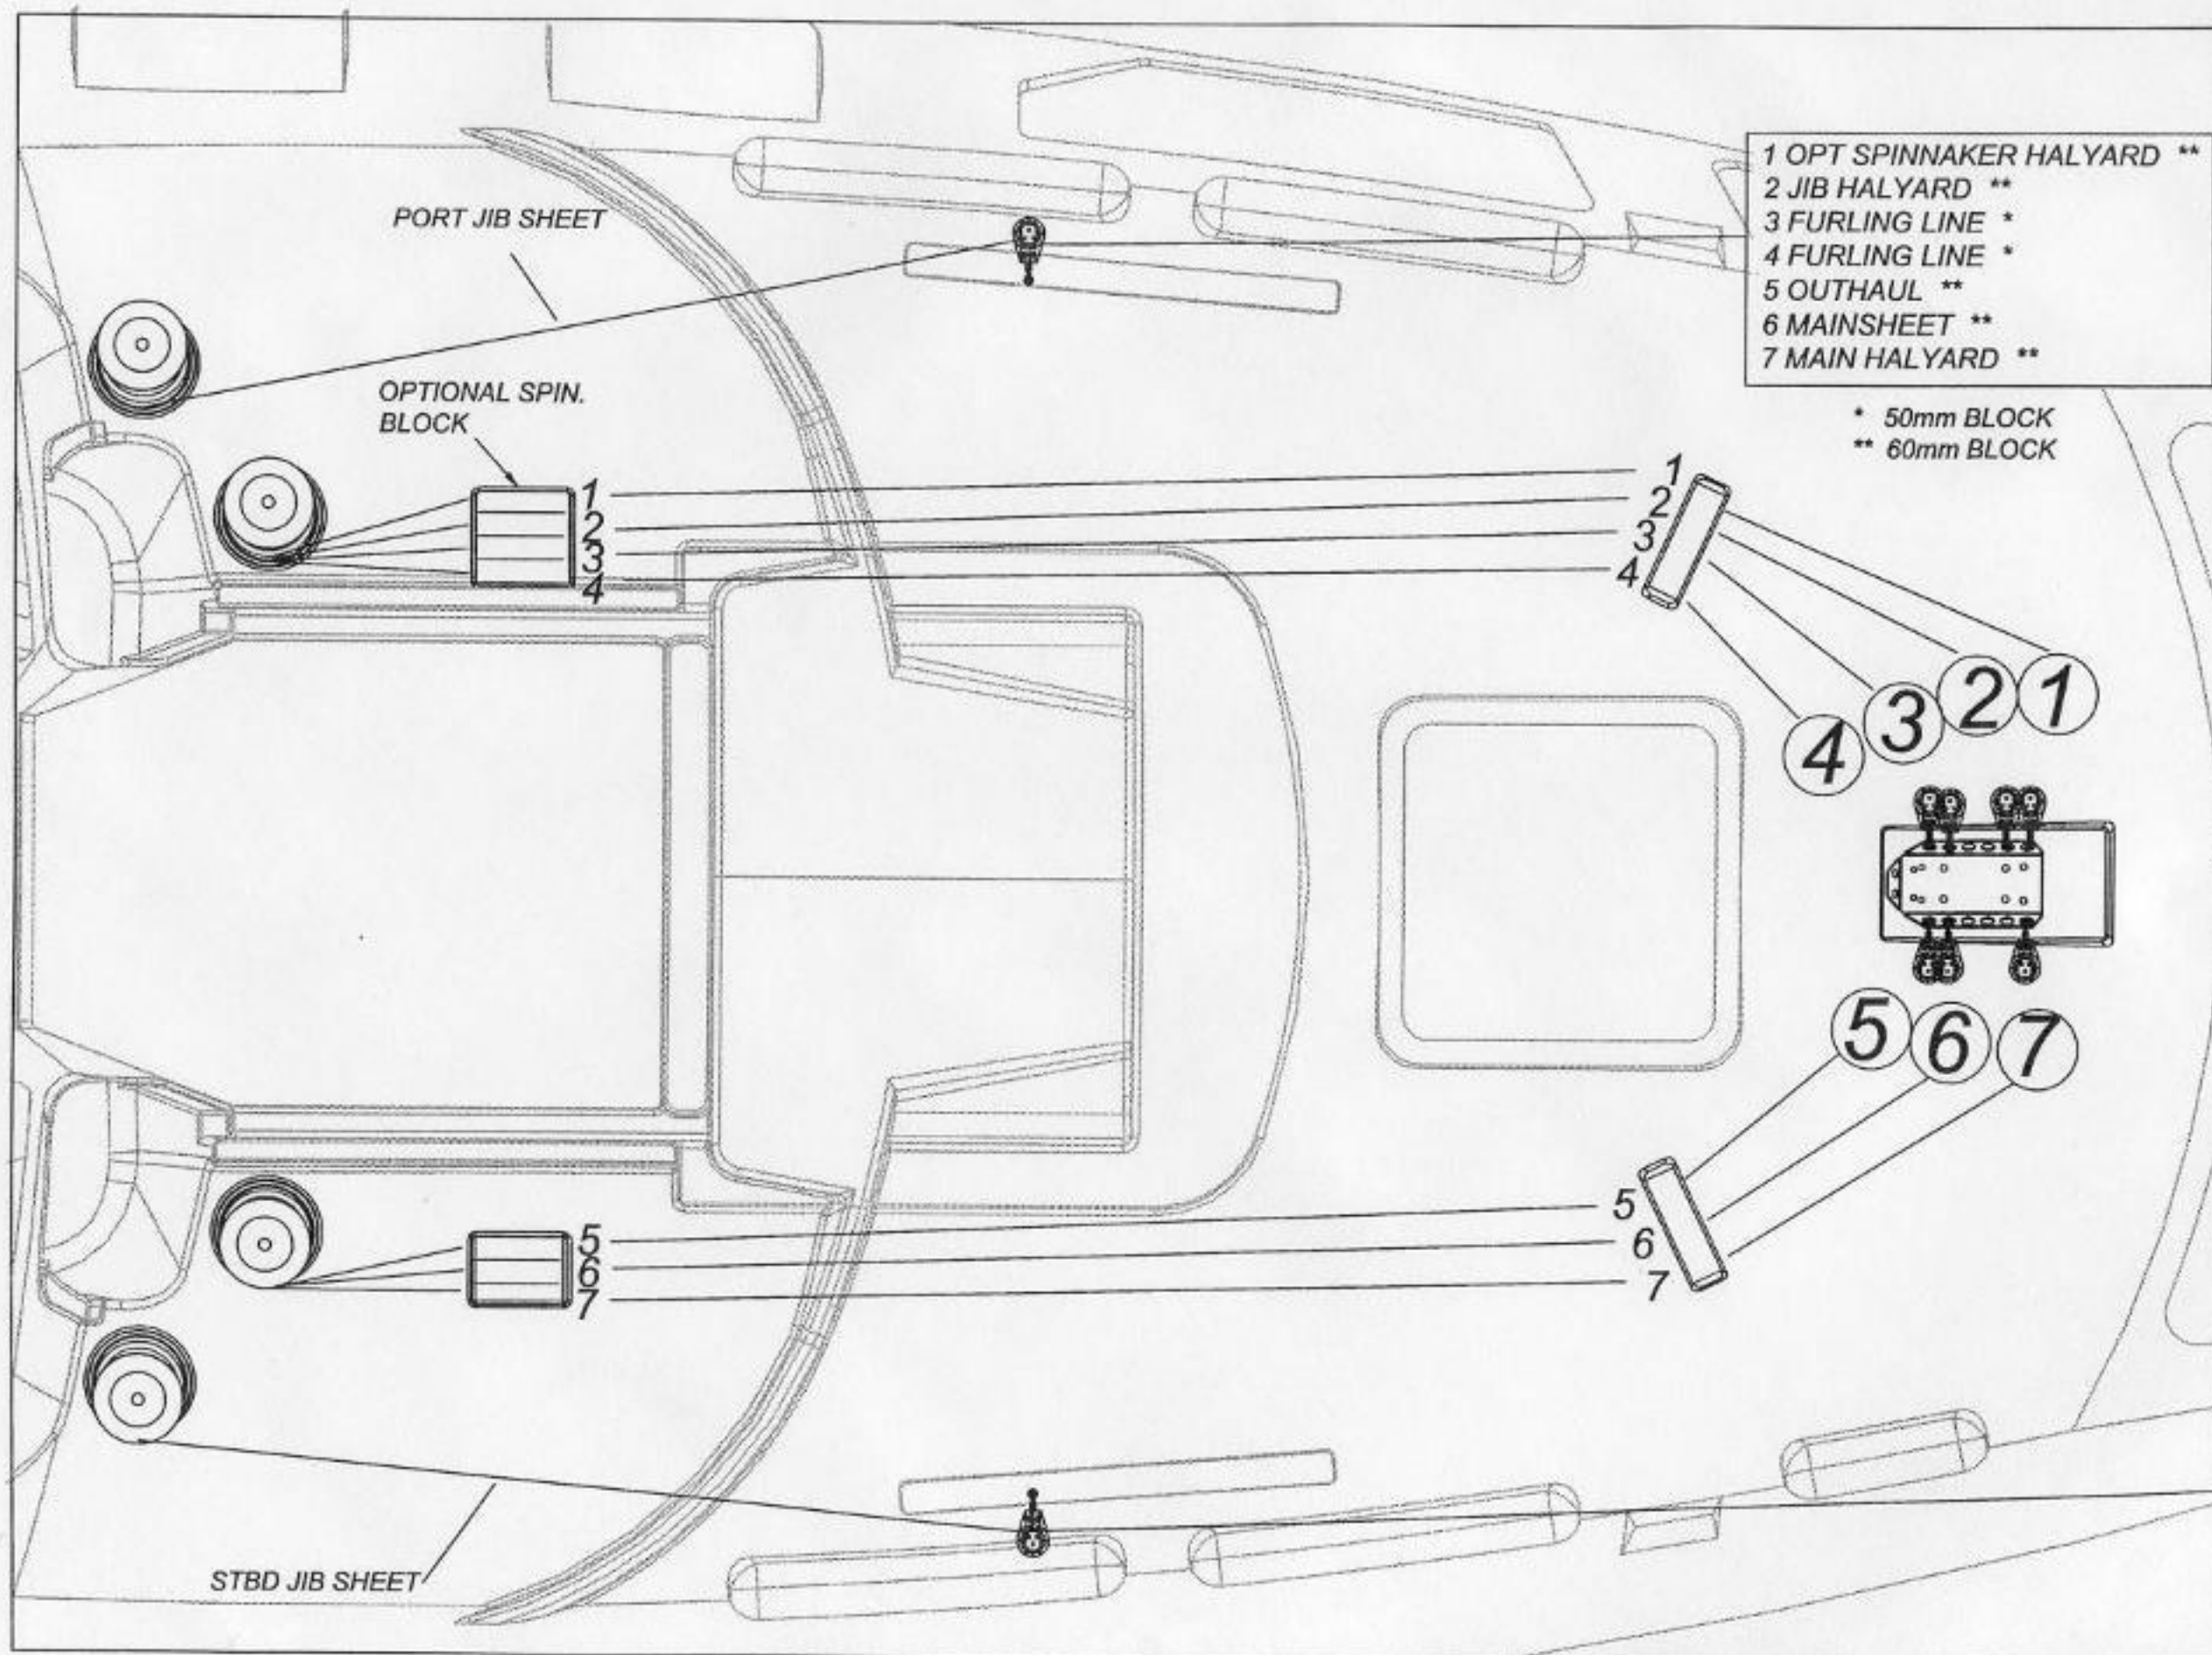 PORT JIB SHEET
OPTIONAL SPIN.
BLOCK
1 OPT SPINNAKER HALYARD **
2 JIB HALYARD **
3 FURLING LINE *
4 FURLING LINE *
5 OUTHAUL **
6 MAINSHEET **
7 MAIN HALYARD **
* 50mm BLOCK
** 60mm BLOCK
1
2
3
4
1
2
3
4
4
3
2
1
5
6
7
5
6
7
5
6
7
STBD JIB SHEET